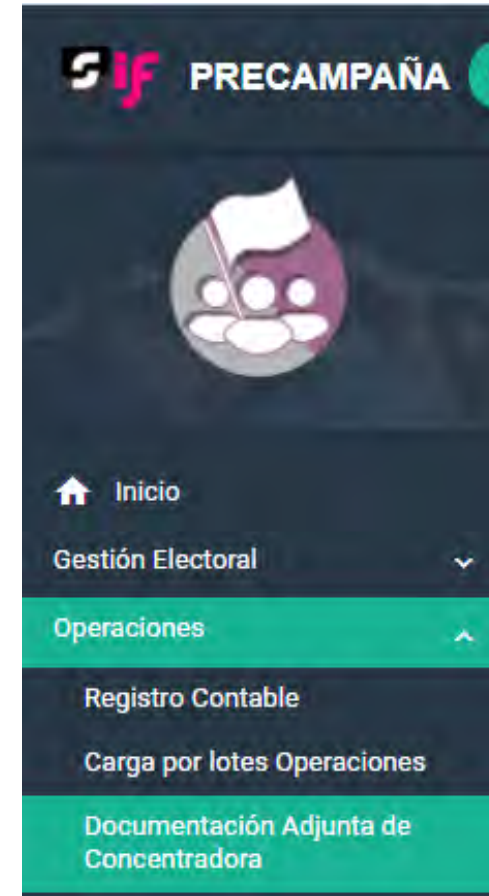 Sif PRECAMPAÑA
Inicio
Gestión Electoral
Operaciones
Registro Contable
Carga por lotes Operaciones
Documentación Adjunta de
Concentradora